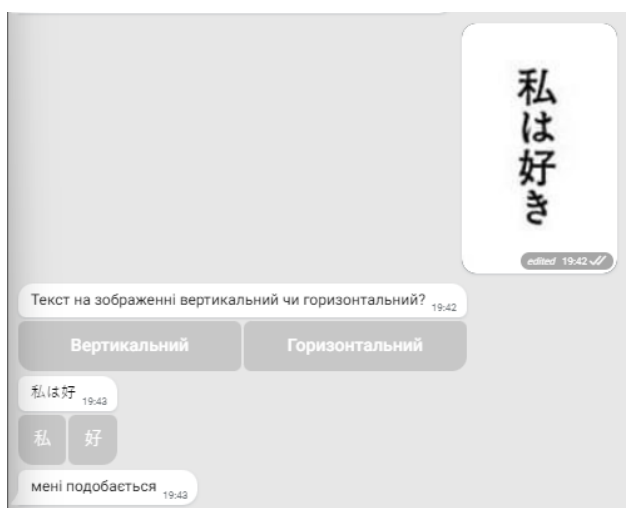 私は好き
edited 19:42
Текст на зображенні вертикальний чи горизонтальний? 19:42
Вертикальний Горизонтальний
私は好 19:43
私 好
мені подобається 19:43